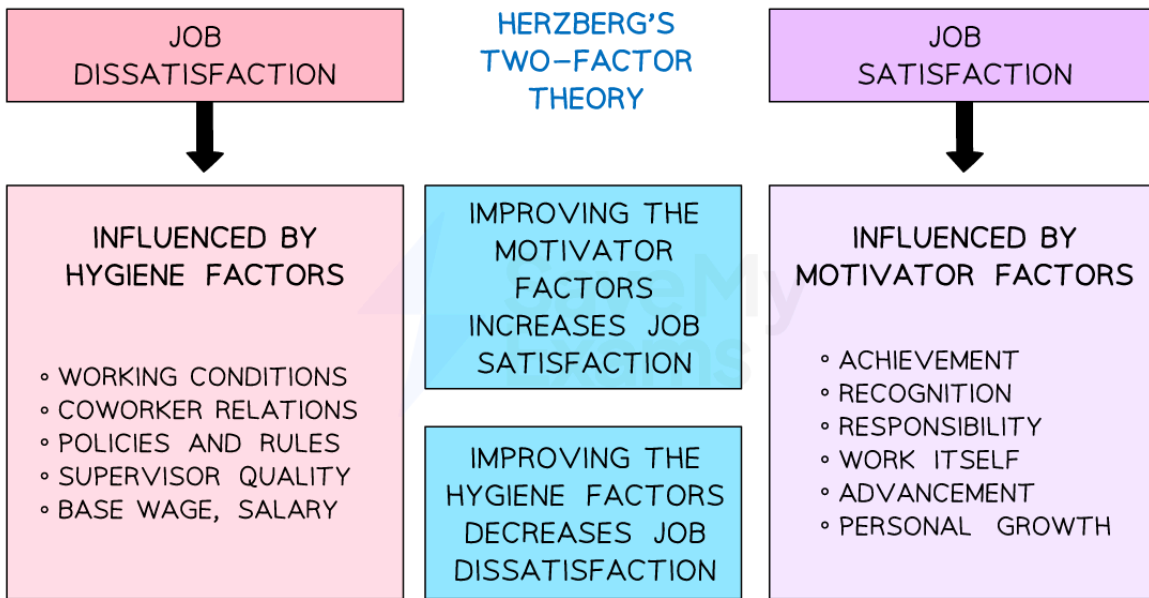 JOB
DISSATISFACTION
HERZBERG'S
TWO-FACTOR
THEORY
JOB
SATISFACTION
INFLUENCED BY
HYGIENE FACTORS
◦ WORKING CONDITIONS
◦ COWORKER RELATIONS
◦ POLICIES AND RULES
◦ SUPERVISOR QUALITY
◦ BASE WAGE, SALARY
IMPROVING THE
MOTIVATOR
FACTORS
INCREASES JOB
SATISFACTION
IMPROVING THE
HYGIENE FACTORS
DECREASES JOB
DISSATISFACTION
INFLUENCED BY
MOTIVATOR FACTORS
◦ ACHIEVEMENT
◦ RECOGNITION
◦ RESPONSIBILITY
◦ WORK ITSELF
◦ ADVANCEMENT
◦ PERSONAL GROWTH
SaveMy
Exams